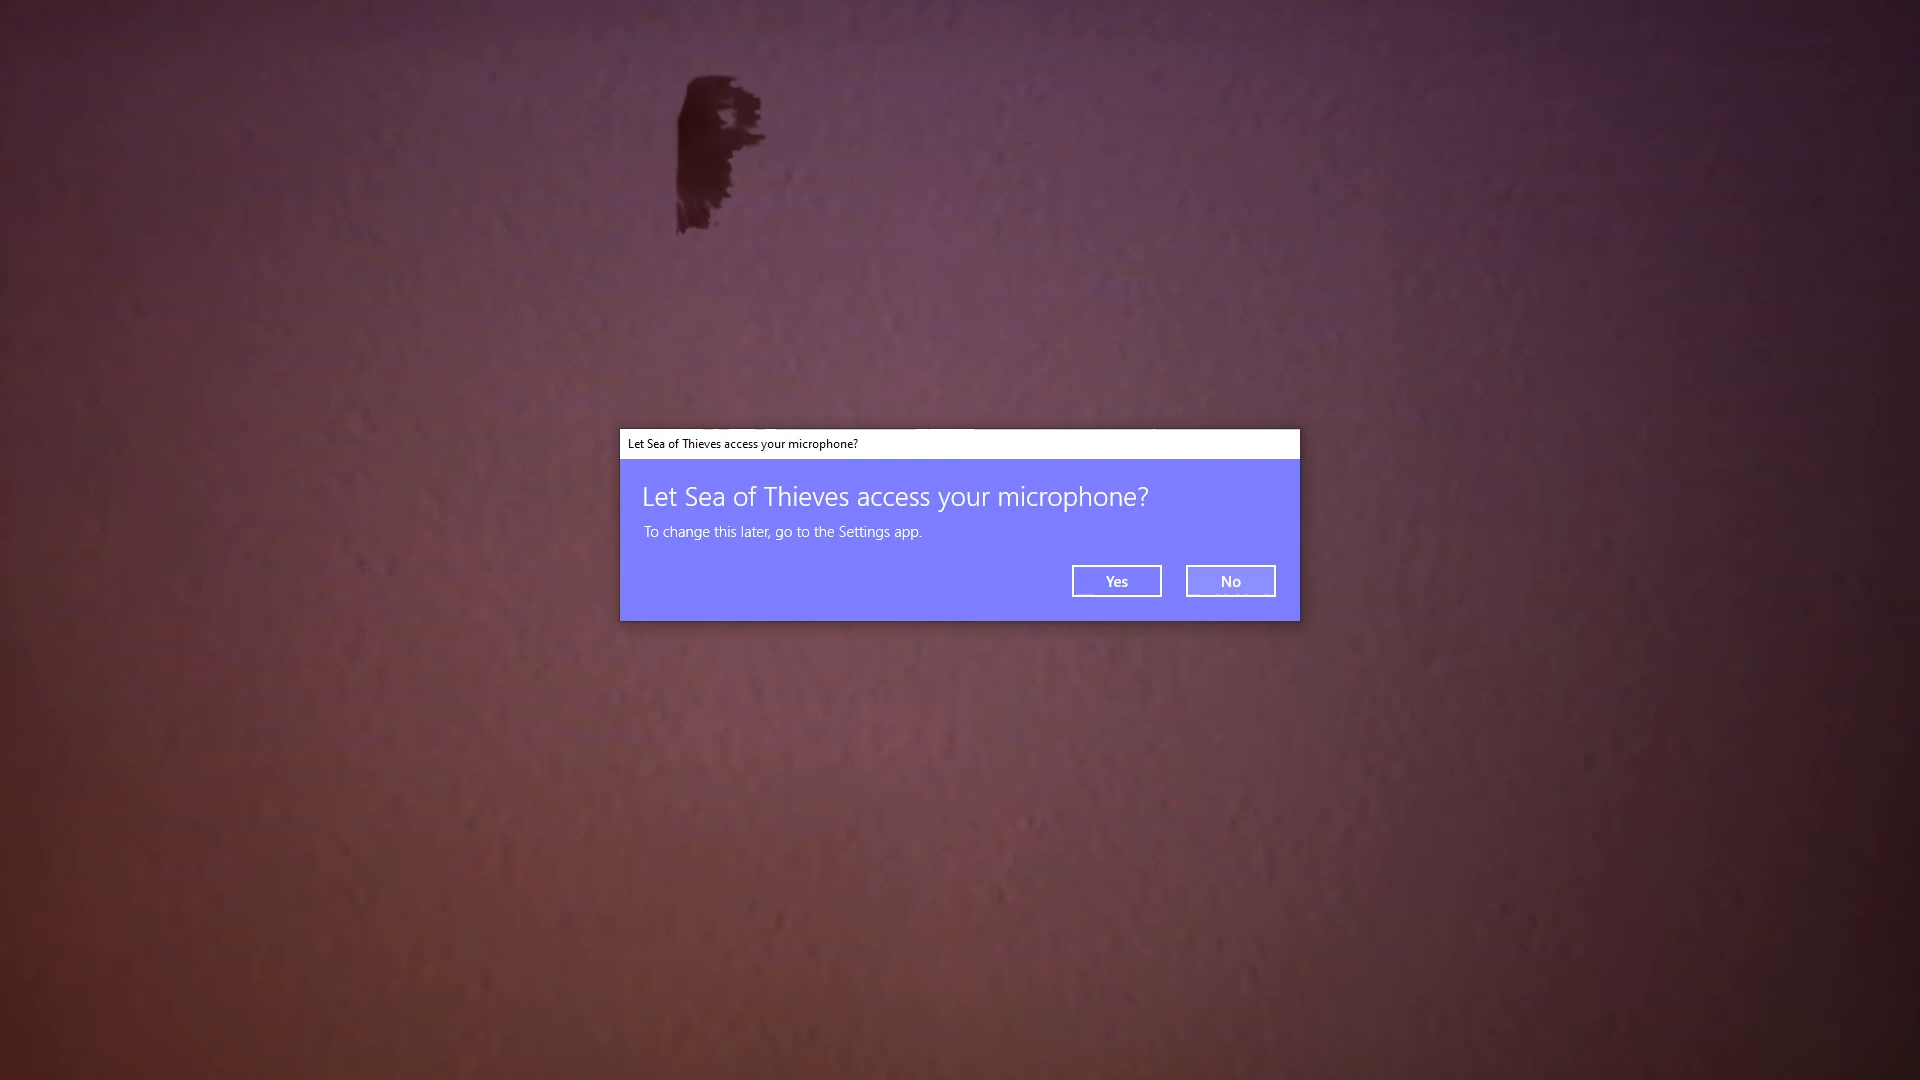 Let Sea of Thieves access your microphone?
Let Sea of Thieves access your microphone?
To change this later, go to the Settings app.
Yes No